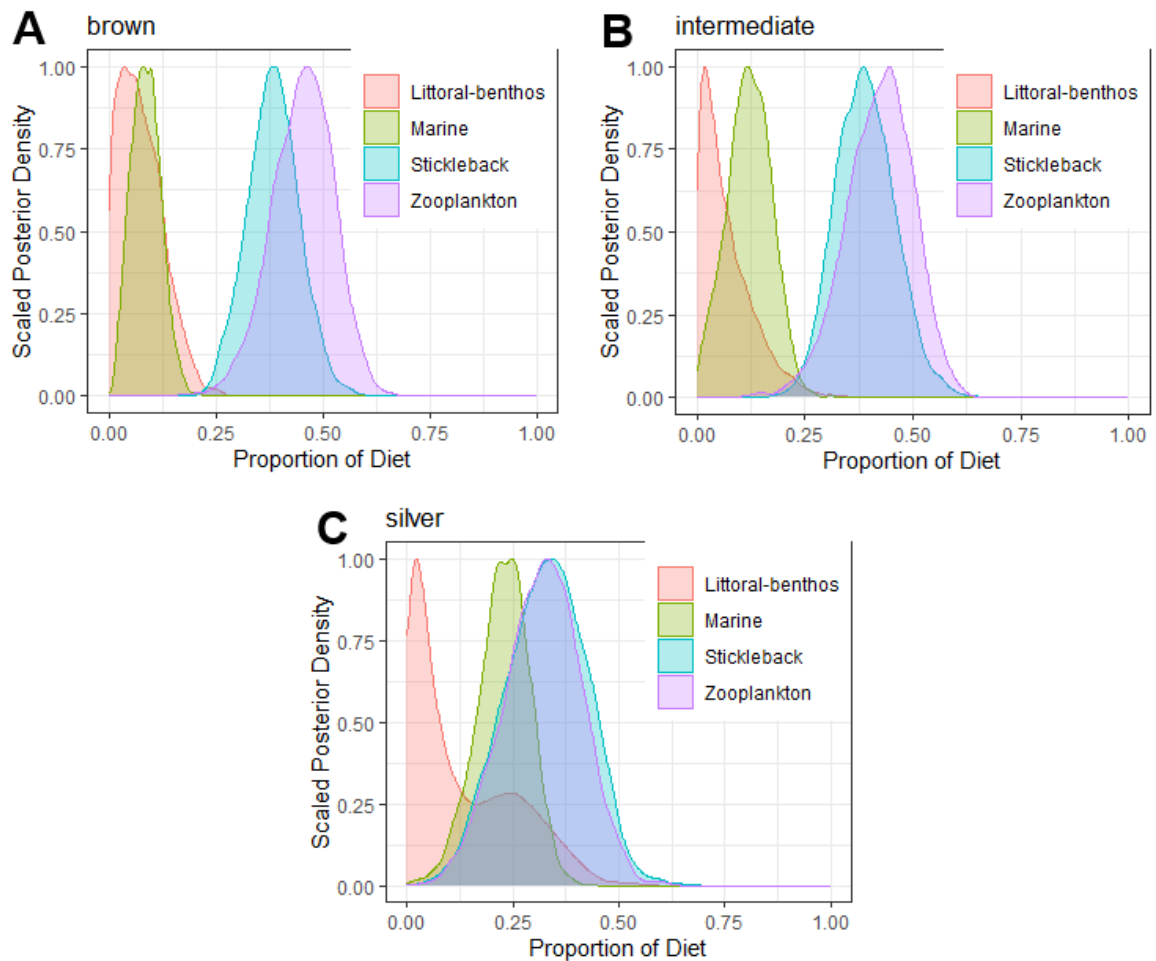 A brown
Scaled Posterior Density
1.00
0.75
0.50
0.25
0.00
Littoral-benthos
Marine
Stickleback
Zooplankton
0.00 0.25 0.50 0.75 1.00
Proportion of Diet
B intermediate
Scaled Posterior Density
1.00
0.75
0.50
0.25
0.00
Littoral-benthos
Marine
Stickleback
Zooplankton
0.00 0.25 0.50 0.75 1.00
Proportion of Diet
C silver
Scaled Posterior Density
1.00
0.75
0.50
0.25
0.00
Littoral-benthos
Marine
Stickleback
Zooplankton
0.00 0.25 0.50 0.75 1.00
Proportion of Diet